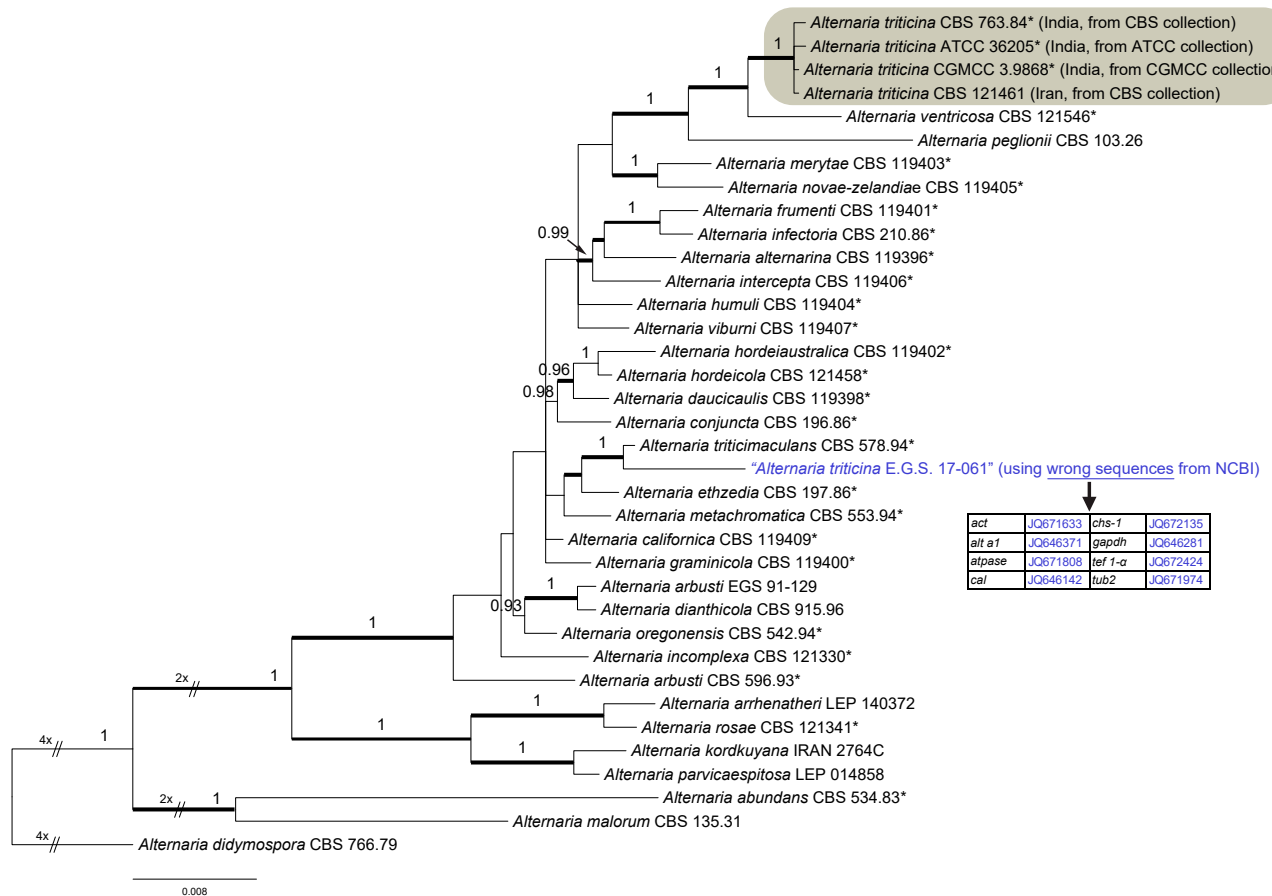 1
Alternaria triticina CBS 763.84* (India, from CBS collection)
Alternaria triticina ATCC 36205* (India, from ATCC collection)
Alternaria triticina CGMCC 3.9868* (India, from CGMCC collection
Alternaria triticina CBS 121461 (Iran, from CBS collection)
1
1
Alternaria ventricosa CBS 121546*
Alternaria peglionii CBS 103.26
1
Alternaria merytae CBS 119403*
Alternaria novae-zelandiae CBS 119405*
1
Alternaria frumenti CBS 119401*
0.99
Alternaria infectoria CBS 210.86*
Alternaria alternarina CBS 119396*
Alternaria intercepta CBS 119406*
Alternaria humuli CBS 119404*
Alternaria viburni CBS 119407*
1
Alternaria hordeiaustralica CBS 119402*
0.96
Alternaria hordeicola CBS 121458*
0.98
Alternaria daucicaulis CBS 119398*
Alternaria conjuncta CBS 196.86*
1
Alternaria triticimaculans CBS 578.94*
"Alternaria triticina E.G.S. 17-061" (using wrong sequences from NCBI)
Alternaria ethzedia CBS 197.86*
Alternaria metachromatica CBS 553.94*
act JQ671633 chs-1 JQ672135
alt a1 JQ646371 gapdh JQ646281
atpase JQ671808 tef 1-α JQ672424
cal JQ646142 tub2 JQ671974
Alternaria californica CBS 119409*
Alternaria graminicola CBS 119400*
1
Alternaria arbusti EGS 91-129
0.93
Alternaria dianthicola CBS 915.96
Alternaria oregonensis CBS 542.94*
1
Alternaria incomplexa CBS 121330*
2x
1
Alternaria arbusti CBS 596.93*
1
Alternaria arrhenatheri LEP 140372
1
Alternaria rosae CBS 121341*
4x
1
1
Alternaria kordkuyana IRAN 2764C
Alternaria parvicaespitosa LEP 014858
2x
1
Alternaria abundans CBS 534.83*
Alternaria malorum CBS 135.31
4x
Alternaria didymospora CBS 766.79
0.008